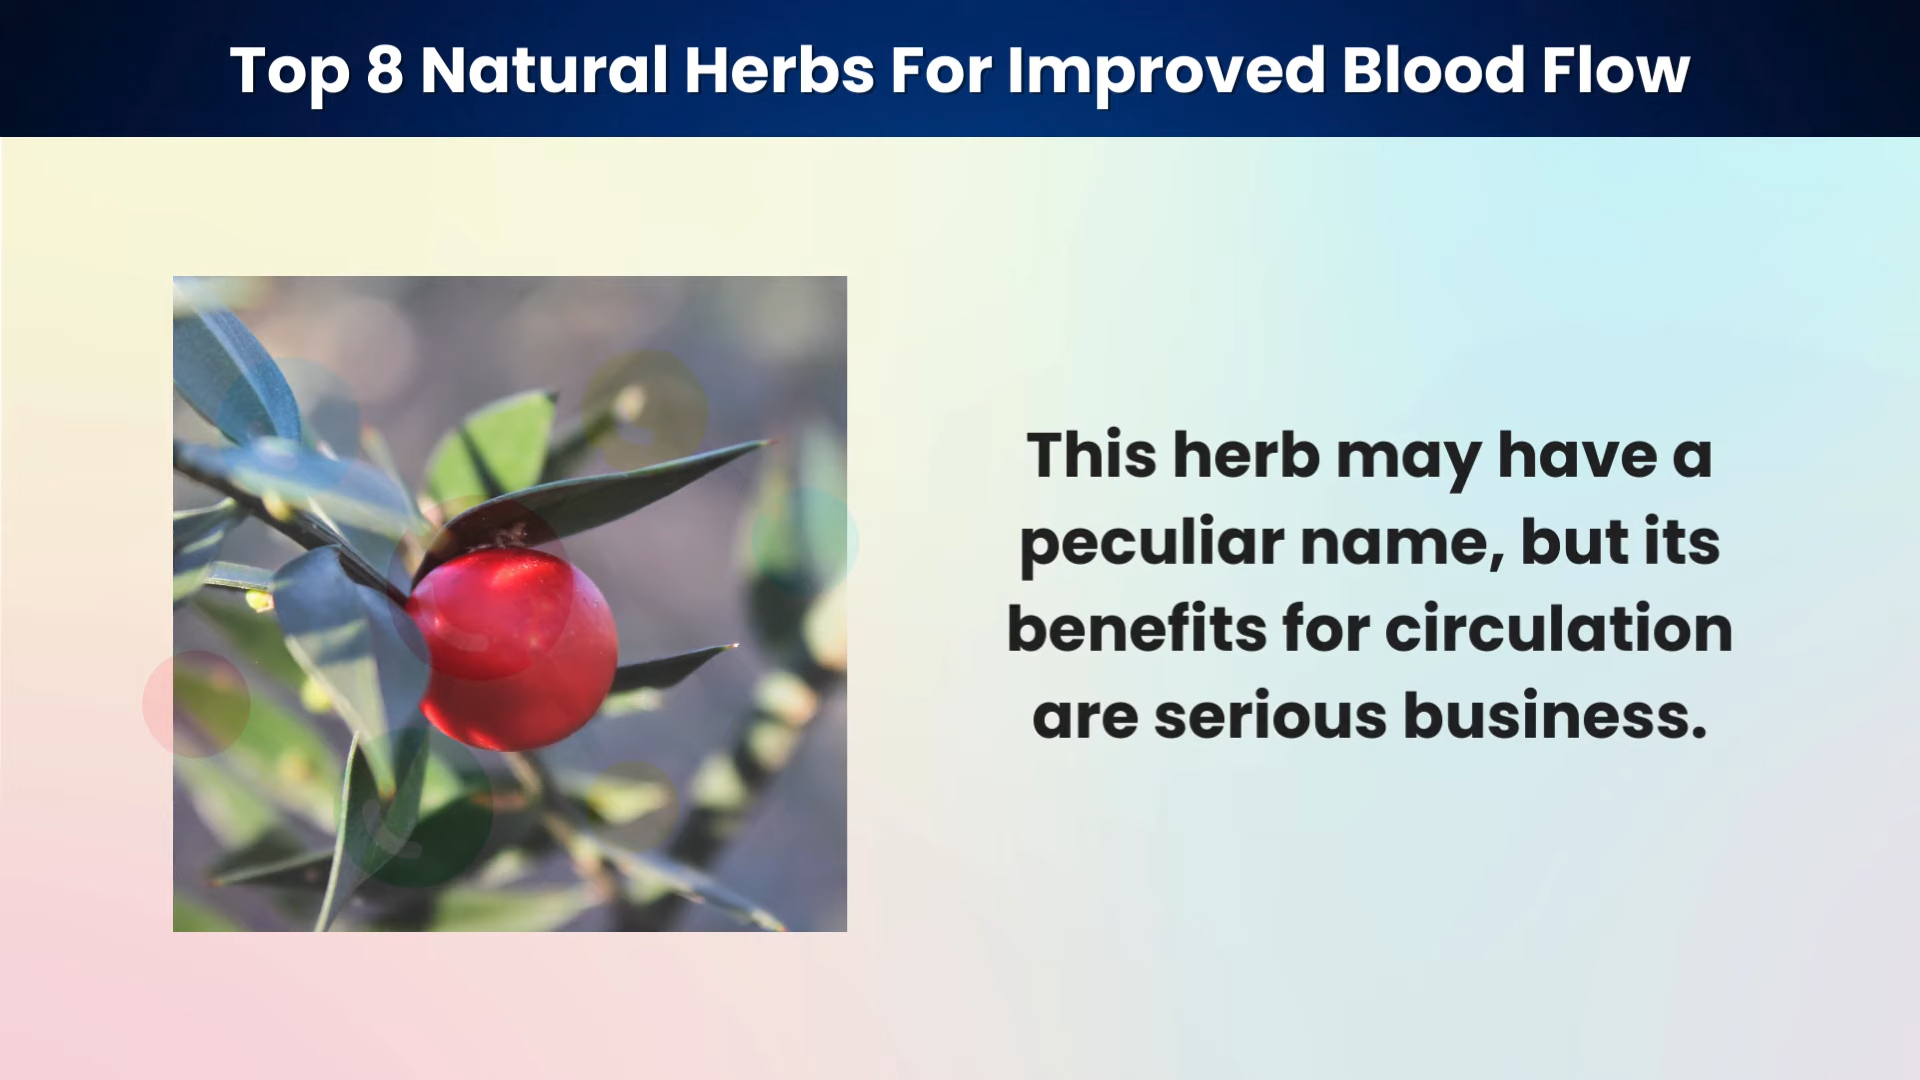 Top 8 Natural Herbs For Improved Blood Flow
This herb may have a
peculiar name, but its
benefits for circulation
are serious business.